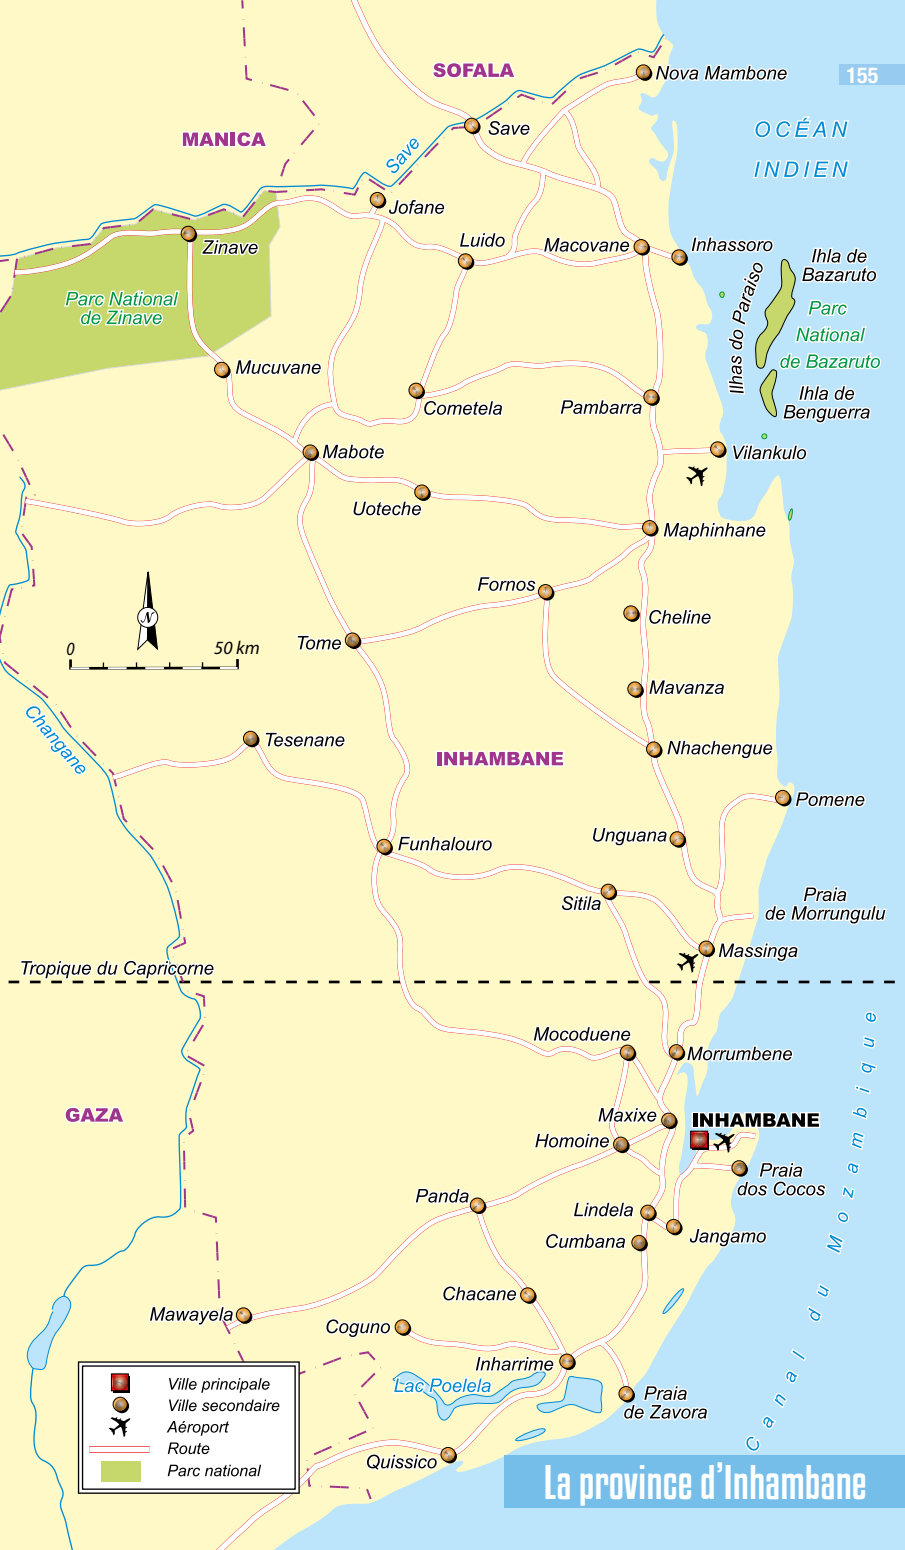 SOFALA
Nova Mambone
155
Save
OCÉAN
INDIEN
MANICA
Save
Jofane
Zinave
Luido
Macovane
Inhassoro
Ihla de
Bazaruto
Ilhas do Paraiso
Parc National
de Zinave
Parc
National
de Bazaruto
Mucuvane
Cometela
Pambarra
Ihla de
Benguerra
Mabote
Vilankulo
Uoteche
Maphinhane
Fornos
Cheline
N
0
50 km
Tome
Mavanza
Changane
Tesenane
INHAMBANE
Nhachengue
Pomene
Unguana
Funhalouro
Sitila
Praia
de Morrungulu
Massinga
Tropique du Capricorne
Mocoduene
Morrumbene
GAZA
Maxixe
INHAMBANE
Homoine
Praia
dos Cocos
Panda
Lindela
Jangamo
Cumbana
Canal du Mozambique
Chacane
Mawayela
Coguno
Inharrime
Lac Poelela
Praia
de Zavora
Quissico
Ville principale
Ville secondaire
Aéroport
Route
Parc national
La province d'Inhambane